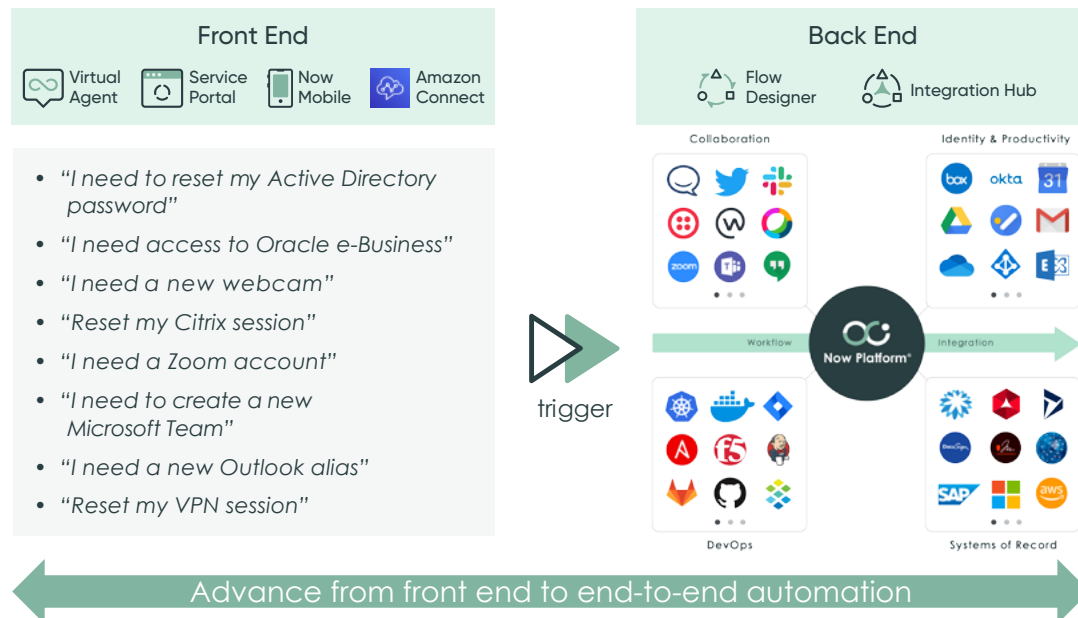 Front End
Virtual
Agent
Service
Portal
Now
Mobile
Amazon
Connect
• “I need to reset my Active Directory
password”
• “I need access to Oracle e-Business”
• “I need a new webcam”
• “Reset my Citrix session”
• “I need a Zoom account”
• “I need to create a new
Microsoft Team”
• “I need a new Outlook alias”
• “Reset my VPN session”
trigger
Back End
Flow
Designer
Integration Hub
Collaboration
zoom
Identity & Productivity
box
okta
31
Workflow
Now Platform®
Integration
f5
DevOps
DocuSign
SAP
aws
Systems of Record
Advance from front end to end-to-end automation